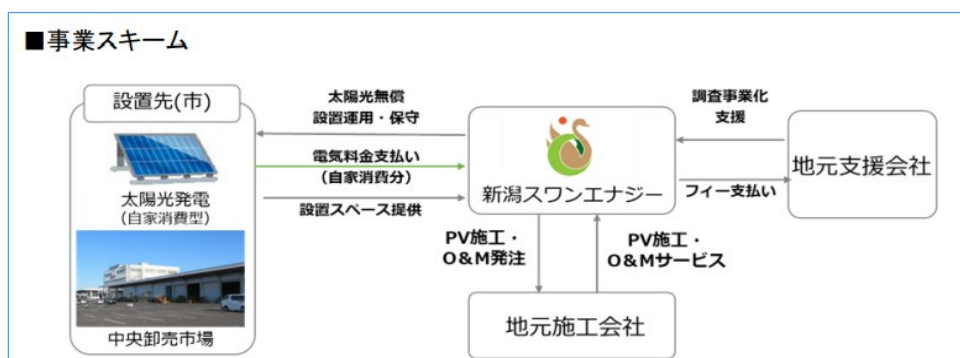 ■事業スキーム
設置先(市)
太陽光発電
(自家消費型)
中央卸売市場
太陽光無償
設置運用・保守
電気料金支払い
(自家消費分)
設置スペース提供
新潟スワンエナジー
調査事業化
支援
フィー支払い
地元支援会社
PV施工・
O&M発注
PV施工・
O&Mサービス
地元施工会社